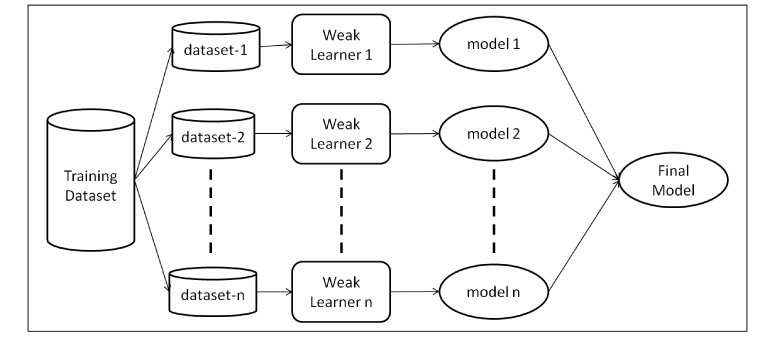 Training
Dataset
dataset-1
Weak
Learner 1
model 1
dataset-2
Weak
Learner 2
model 2
dataset-n
Weak
Learner n
model n
Final
Model